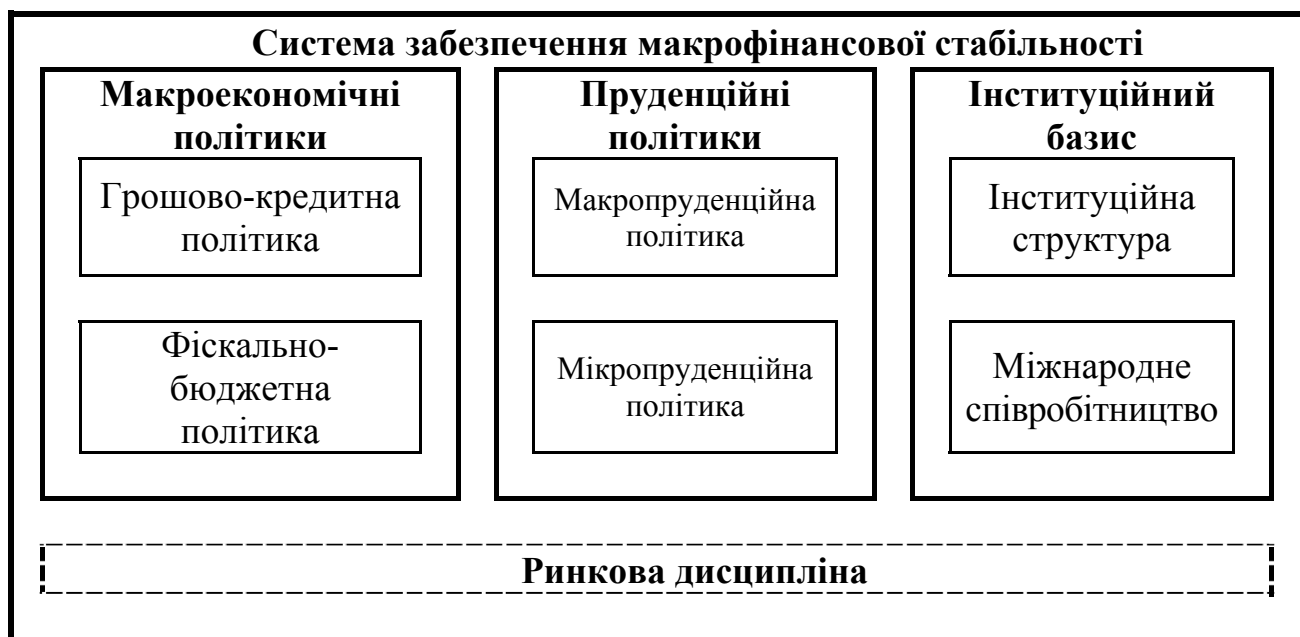 Система забезпечення макрофінансової стабільності
Макроекономічні
політики
Грошово-кредитна
політика
Фіскально-
бюджетна
політика
Пруденційні
політики
Макропруденційна
політика
Мікропруденційна
політика
Інституційний
базис
Інституційна
структура
Міжнародне
співробітництво
Ринкова дисципліна